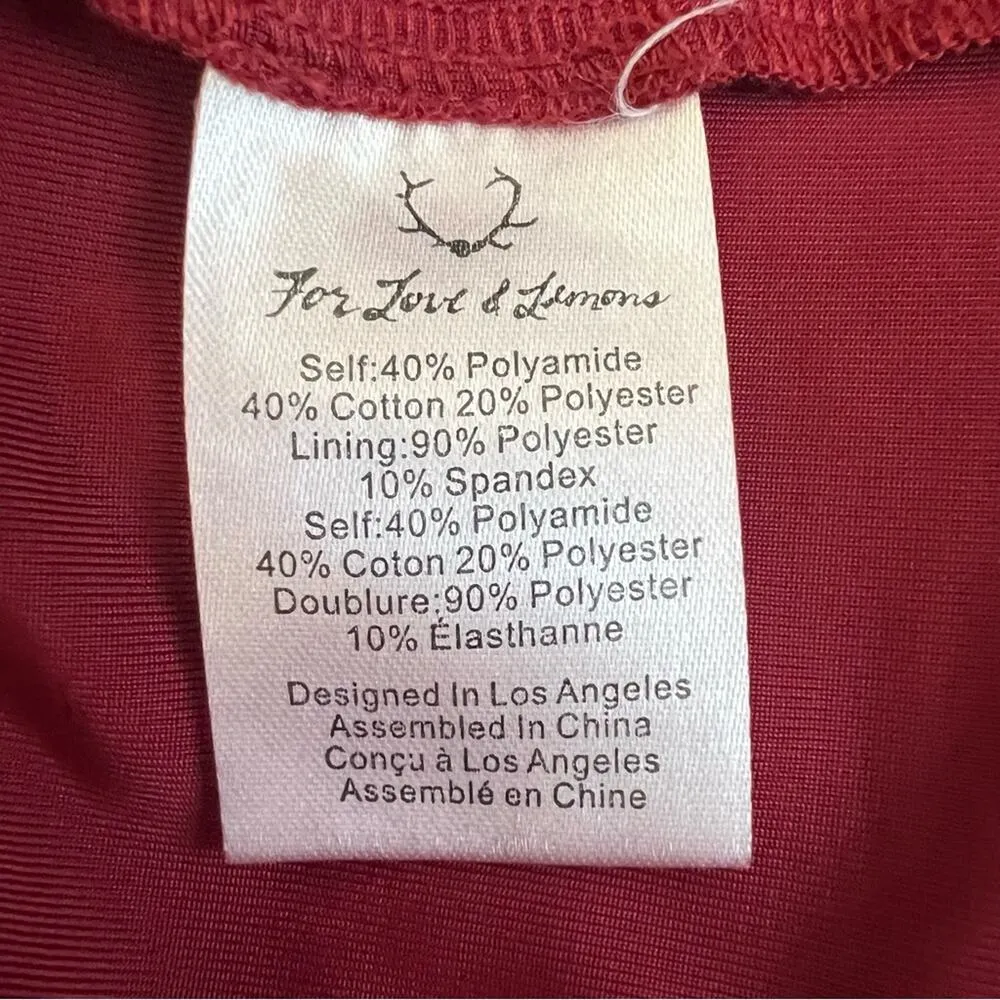 For Love & Lemons
Self:40% Polyamide
40% Cotton 20% Polyester
Lining:90% Polyester
10% Spandex
Self:40% Polyamide
40% Coton 20% Polyester
Doublure:90% Polyester
10% Élasthanne
Designed In Los Angeles
Assembled In China
Conçu à Los Angeles
Assemblé en Chine